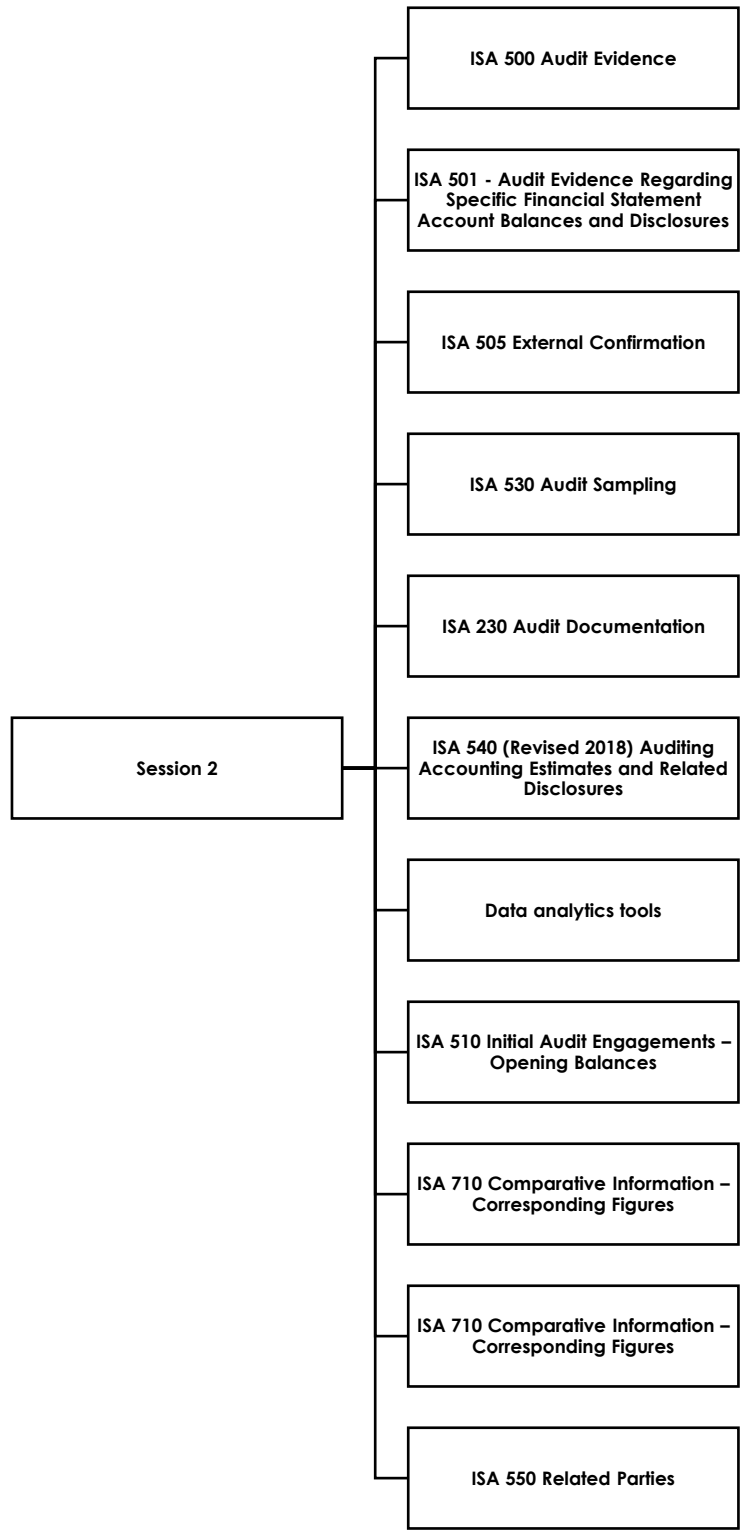 ISA 500 Audit Evidence
ISA 501 - Audit Evidence Regarding
Specific Financial Statement
Account Balances and Disclosures
ISA 505 External Confirmation
ISA 530 Audit Sampling
ISA 230 Audit Documentation
Session 2
ISA 540 (Revised 2018) Auditing
Accounting Estimates and Related
Disclosures
Data analytics tools
ISA 510 Initial Audit Engagements –
Opening Balances
ISA 710 Comparative Information –
Corresponding Figures
ISA 710 Comparative Information –
Corresponding Figures
ISA 550 Related Parties